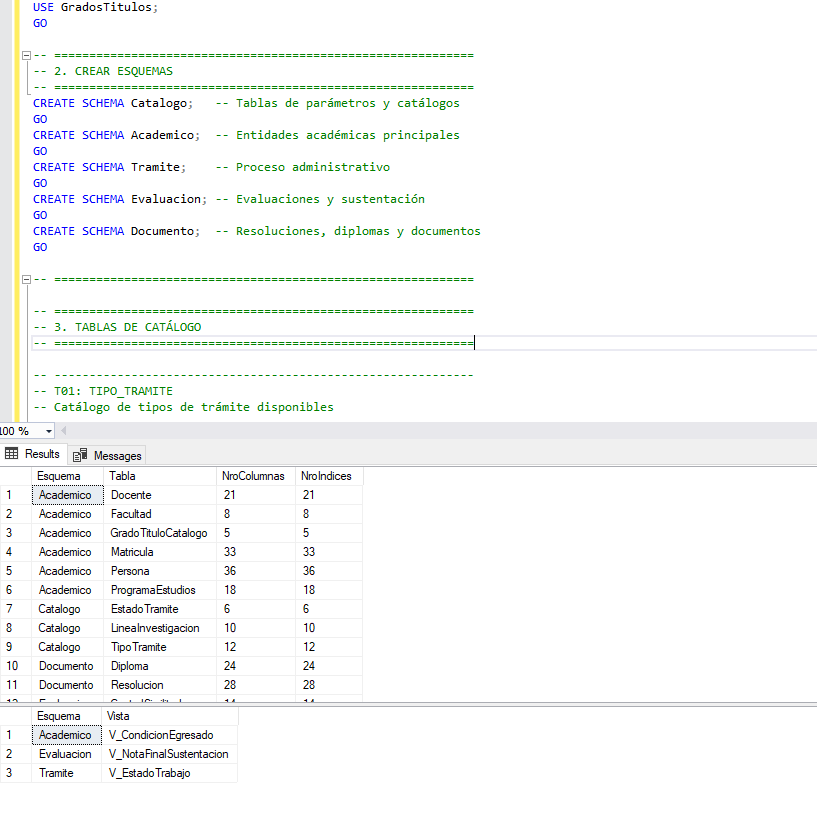 USE GradosTitulos;
GO
-- ============================================================
-- 2. CREAR ESQUEMAS
-- ============================================================
CREATE SCHEMA Catalogo;   -- Tablas de parámetros y catálogos
GO
CREATE SCHEMA Academico;  -- Entidades académicas principales
GO
CREATE SCHEMA Tramite;    -- Proceso administrativo
GO
CREATE SCHEMA Evaluacion; -- Evaluaciones y sustentación
GO
CREATE SCHEMA Documento;  -- Resoluciones, diplomas y documentos
GO
-- ============================================================
-- ============================================================
-- 3. TABLAS DE CATÁLOGO
-- ============================================================
-- ------------------------------------------------------------
-- T01: TIPO_TRAMITE
-- Catálogo de tipos de trámite disponibles
100 %
Results Messages
Esquema Tabla NroColumnas NroIndices
1 Academico Docente 21 21
2 Academico Facultad 8 8
3 Academico GradoTituloCatalogo 5 5
4 Academico Matricula 33 33
5 Academico Persona 36 36
6 Academico ProgramaEstudios 18 18
7 Catalogo EstadoTramite 6 6
8 Catalogo LineaInvestigacion 10 10
9 Catalogo TipoTramite 12 12
10 Documento Diploma 24 24
11 Documento Resolucion 28 28
Esquema Vista
1 Academico V_CondicionEgresado
2 Evaluacion V_NotaFinalSustentacion
3 Tramite V_EstadoTrabajo